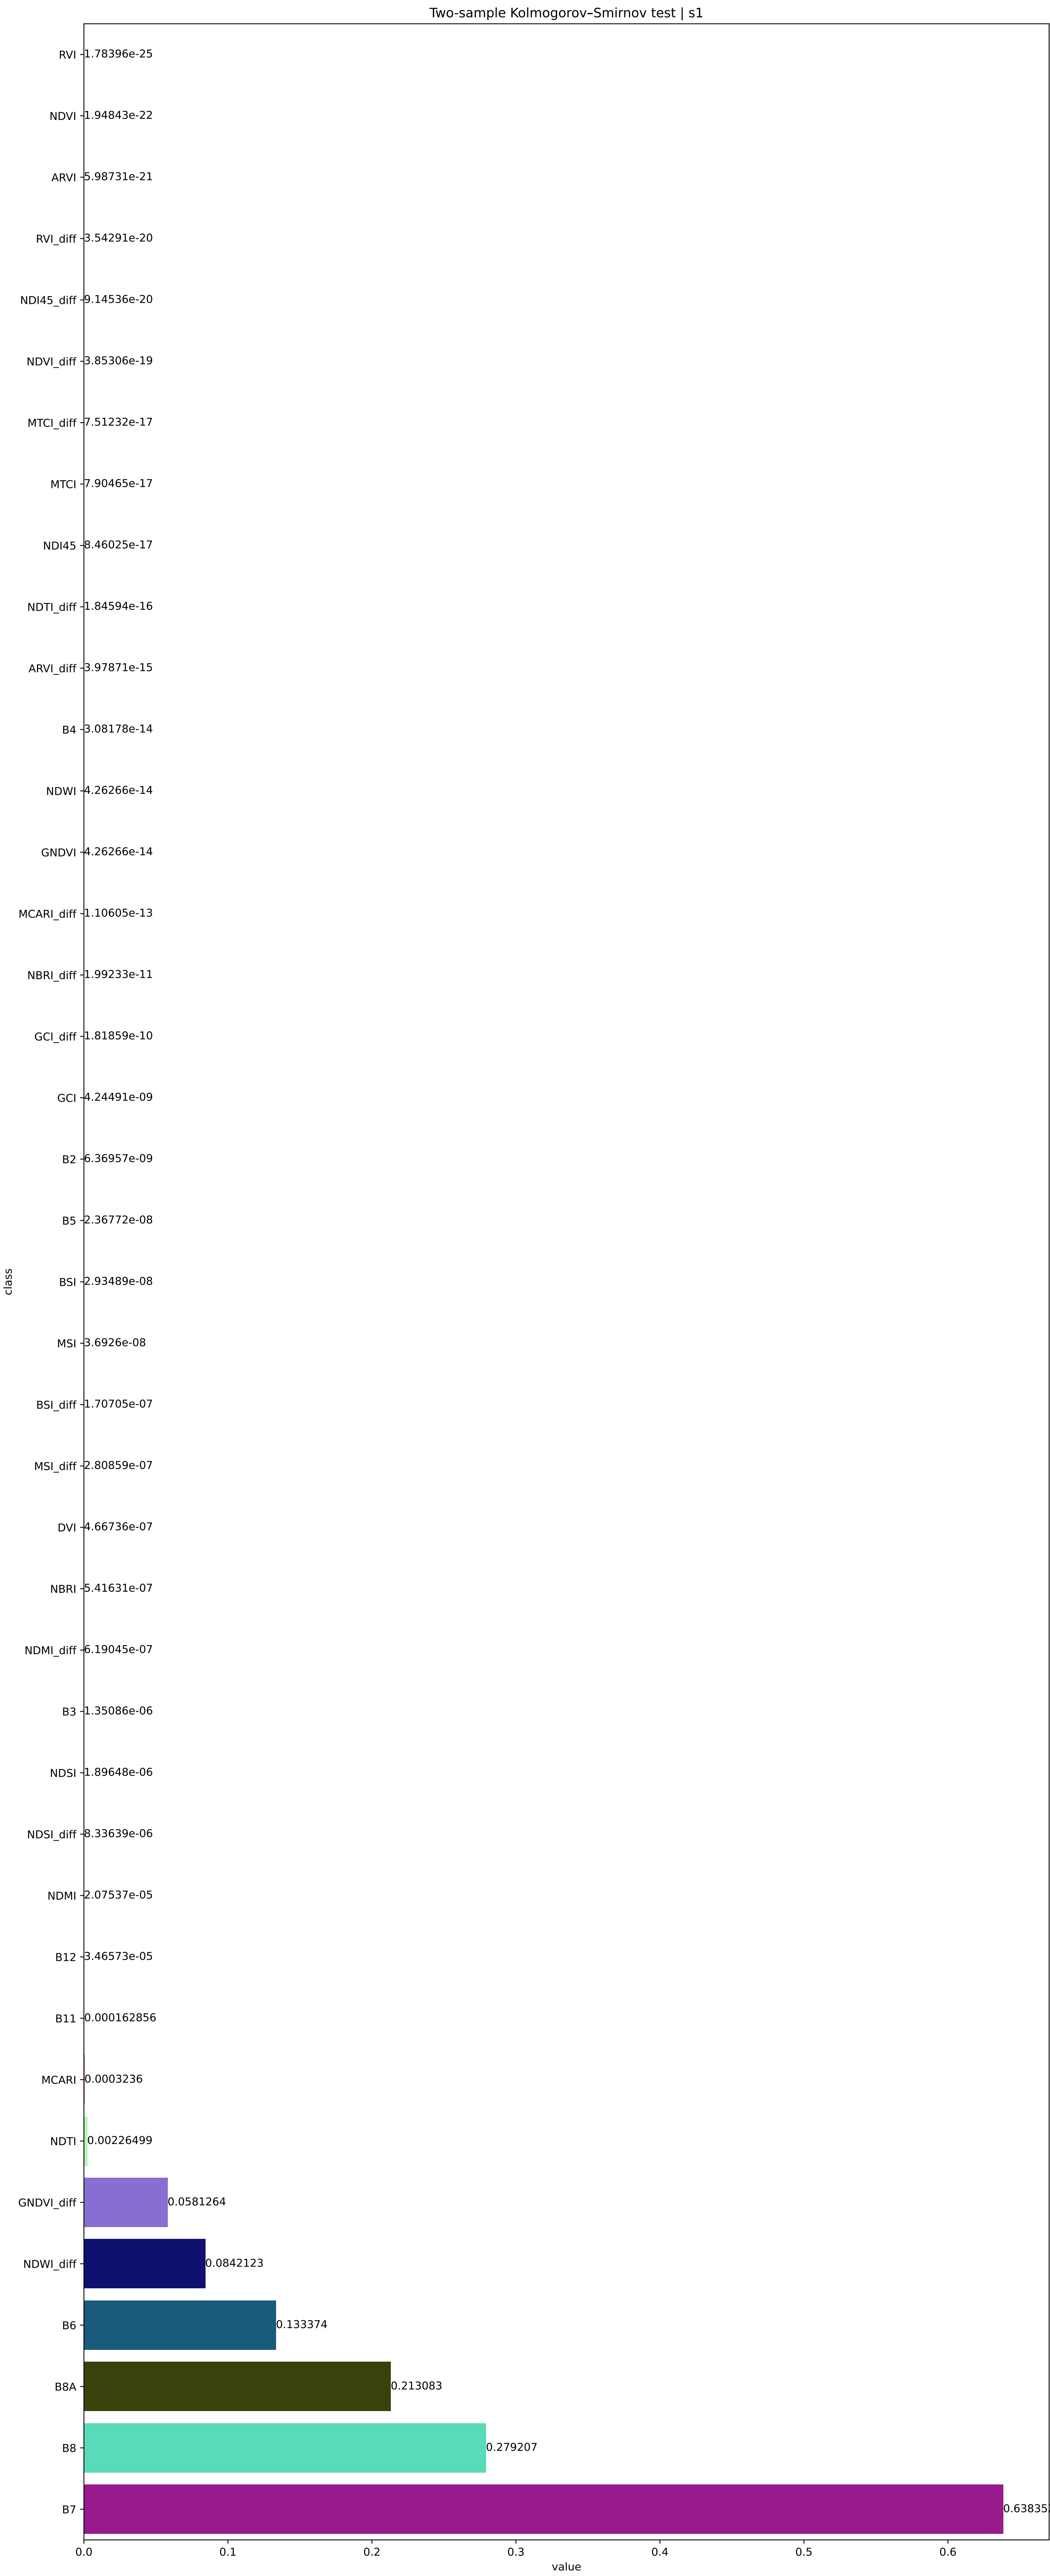 Two-sample Kolmogorov–Smirnov test | s1
RVI 1.78396e-25
NDVI 1.94843e-22
ARVI 5.98731e-21
RVI_diff 3.54291e-20
NDI45_diff 9.14536e-20
NDVI_diff 3.85306e-19
MTCI_diff 7.51232e-17
MTCI 7.90465e-17
NDI45 8.46025e-17
NDTI_diff 1.84594e-16
ARVI_diff 3.97871e-15
B4 3.08178e-14
NDWI 4.26266e-14
GNDVI 4.26266e-14
MCARI_diff 1.10605e-13
NBRI_diff 1.99233e-11
GCI_diff 1.81859e-10
GCI 4.24491e-09
B2 6.36957e-09
B5 2.36772e-08
BSI 2.93489e-08
MSI 3.6926e-08
BSI_diff 1.70705e-07
MSI_diff 2.80859e-07
DVI 4.66736e-07
NBRI 5.41631e-07
NDMI_diff 6.19045e-07
B3 1.35086e-06
NDSI 1.89648e-06
NDSI_diff 8.33639e-06
NDMI 2.07537e-05
B12 3.46573e-05
B11 0.000162856
MCARI 0.0003236
NDTI 0.00226499
GNDVI_diff 0.0581264
NDWI_diff 0.0842123
B6 0.133374
B8A 0.213083
B8 0.279207
B7 0.63835
class
0.0 0.1 0.2 0.3 0.4 0.5 0.6
value